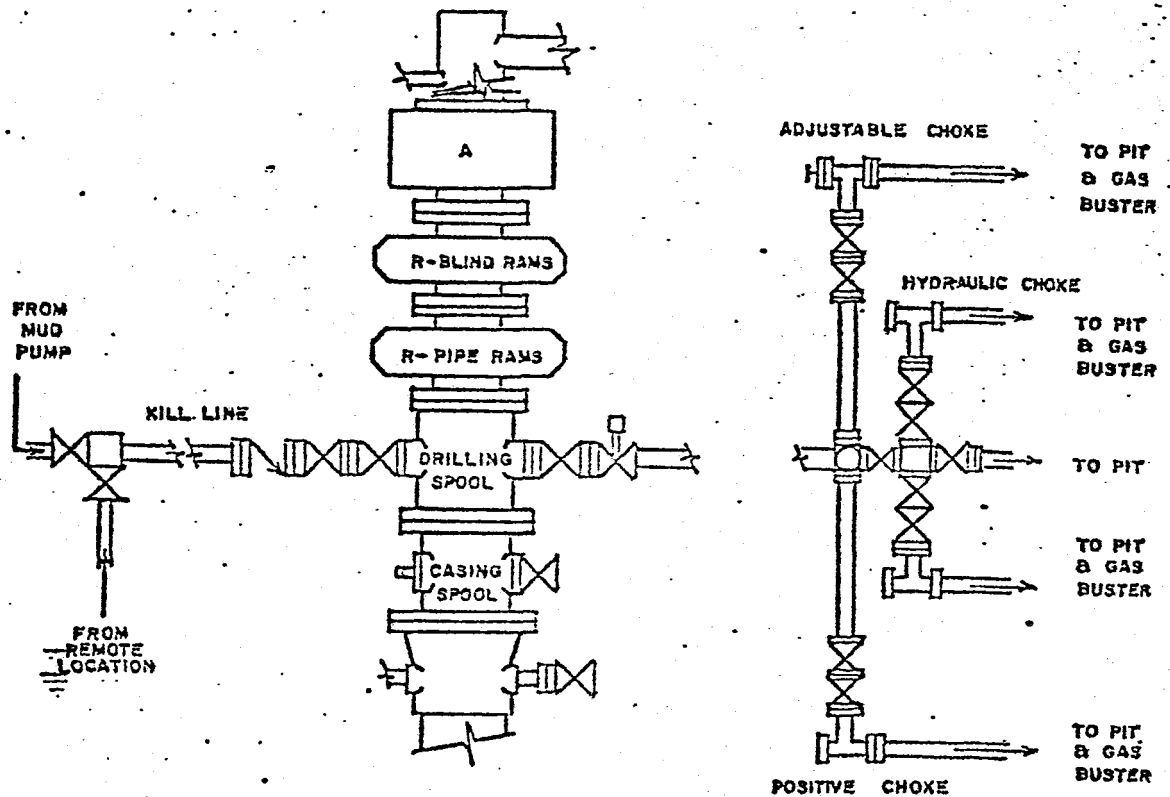 A
R-BLIND RAMS
R-PIPE RAMS
FROM
MUD
PUMP
KILL LINE
DRILLING
SPOOL
CASING
SPOOL
FROM
REMOTE
LOCATION
ADJUSTABLE CHOKE
TO PIT
& GAS
BUSTER
HYDRAULIC CHOKE
TO PIT
& GAS
BUSTER
TO PIT
TO PIT
& GAS
BUSTER
TO PIT
& GAS
BUSTER
POSITIVE CHOKE